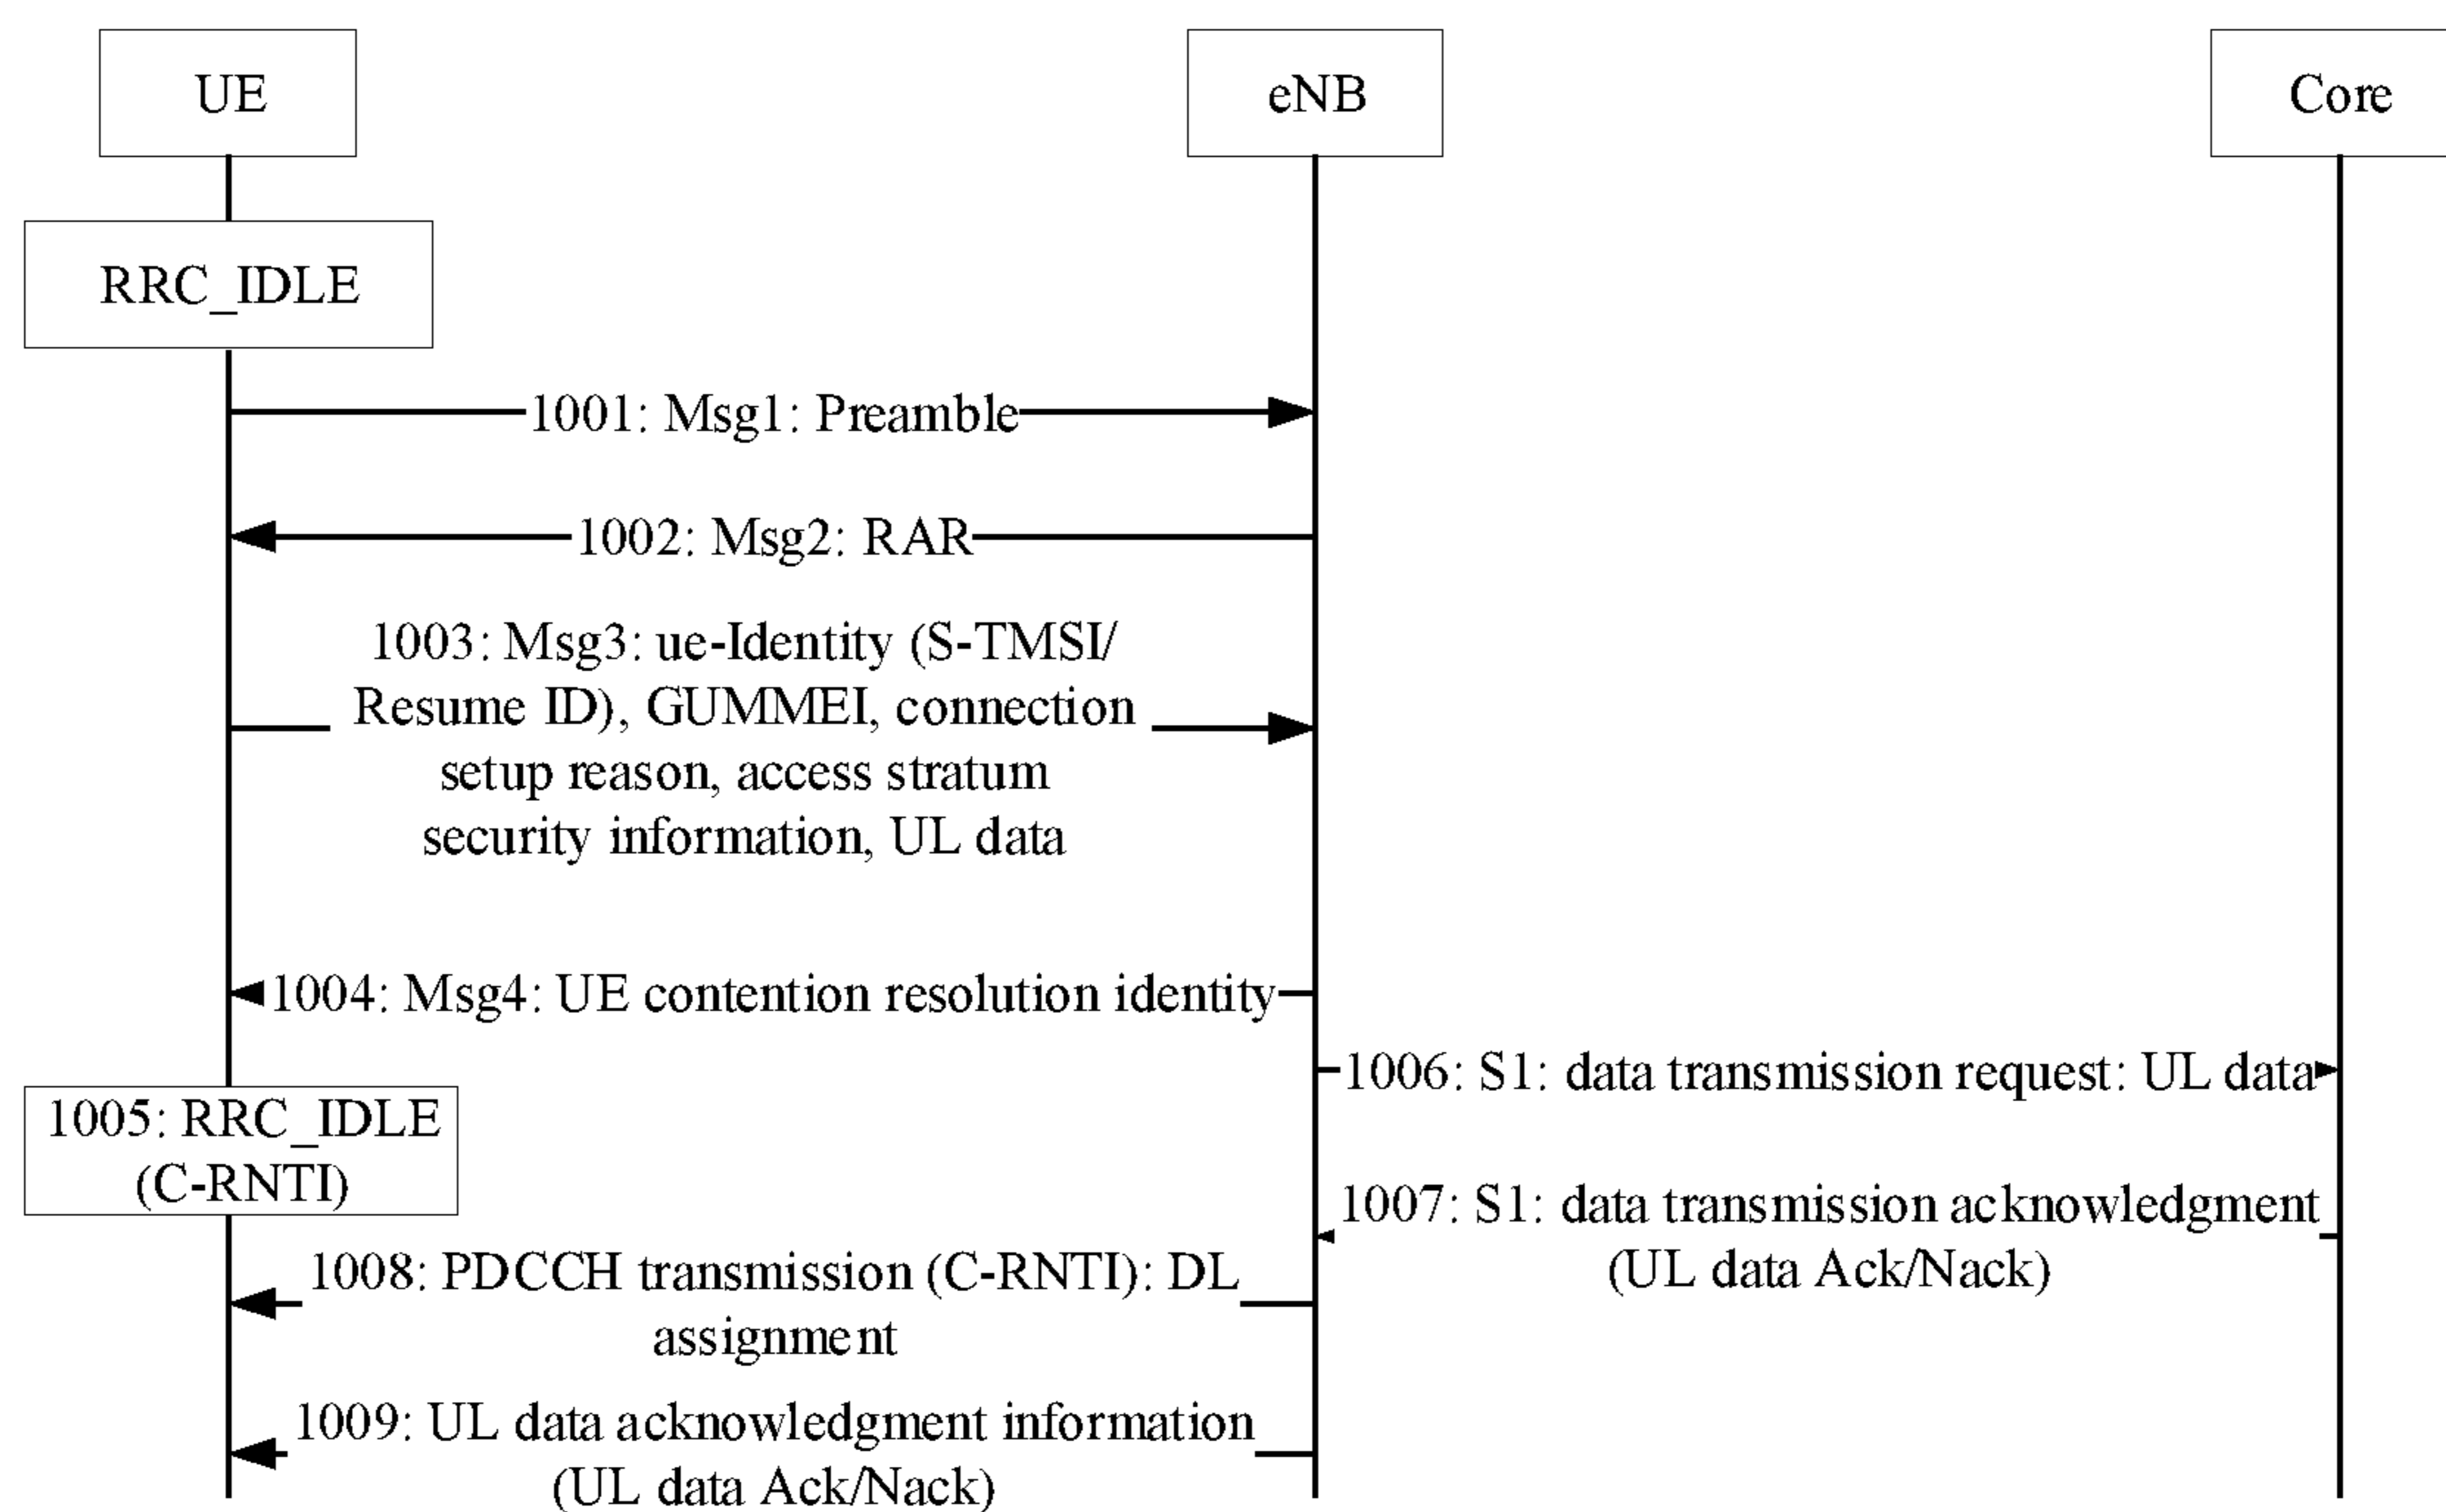 UE
eNB
Core
RRC_IDLE
1001: Msg1: Preamble
1002: Msg2: RAR
1003: Msg3: ue-Identity (S-TMSI/
Resume ID), GUMMEI, connection
setup reason, access stratum
security information, UL data
1004: Msg4: UE contention resolution identity
1006: S1: data transmission request: UL data
1005: RRC_IDLE
(C-RNTI)
1007: S1: data transmission acknowledgment
(UL data Ack/Nack)
1008: PDCCH transmission (C-RNTI): DL
assignment
1009: UL data acknowledgment information
(UL data Ack/Nack)